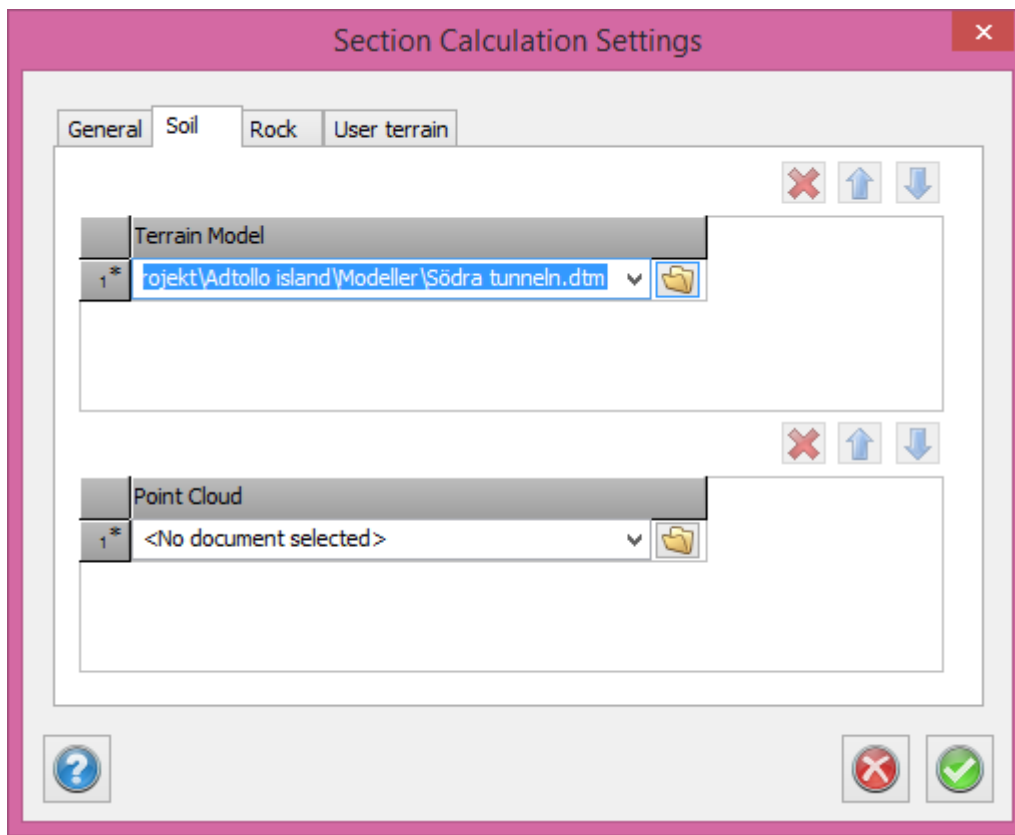 Section Calculation Settings
General Soil Rock User terrain
Terrain Model
1* rojekt\Adtollo island\Modeller\Södra tunneln.dtm
Point Cloud
1* <No document selected>
?